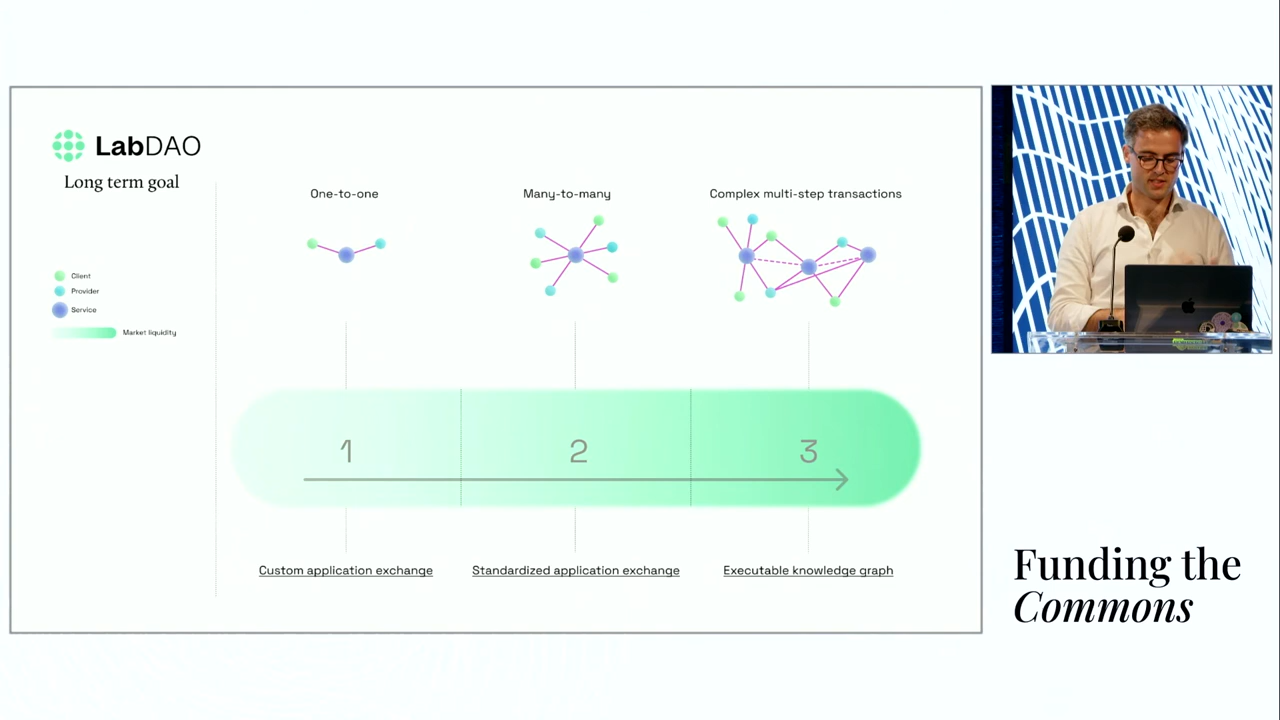 LabDAO
Long term goal
Client
Provider
Service
Market liquidity
One-to-one
Many-to-many
Complex multi-step transactions
1
2
3
Custom application exchange
Standardized application exchange
Executable knowledge graph
Funding the
Commons